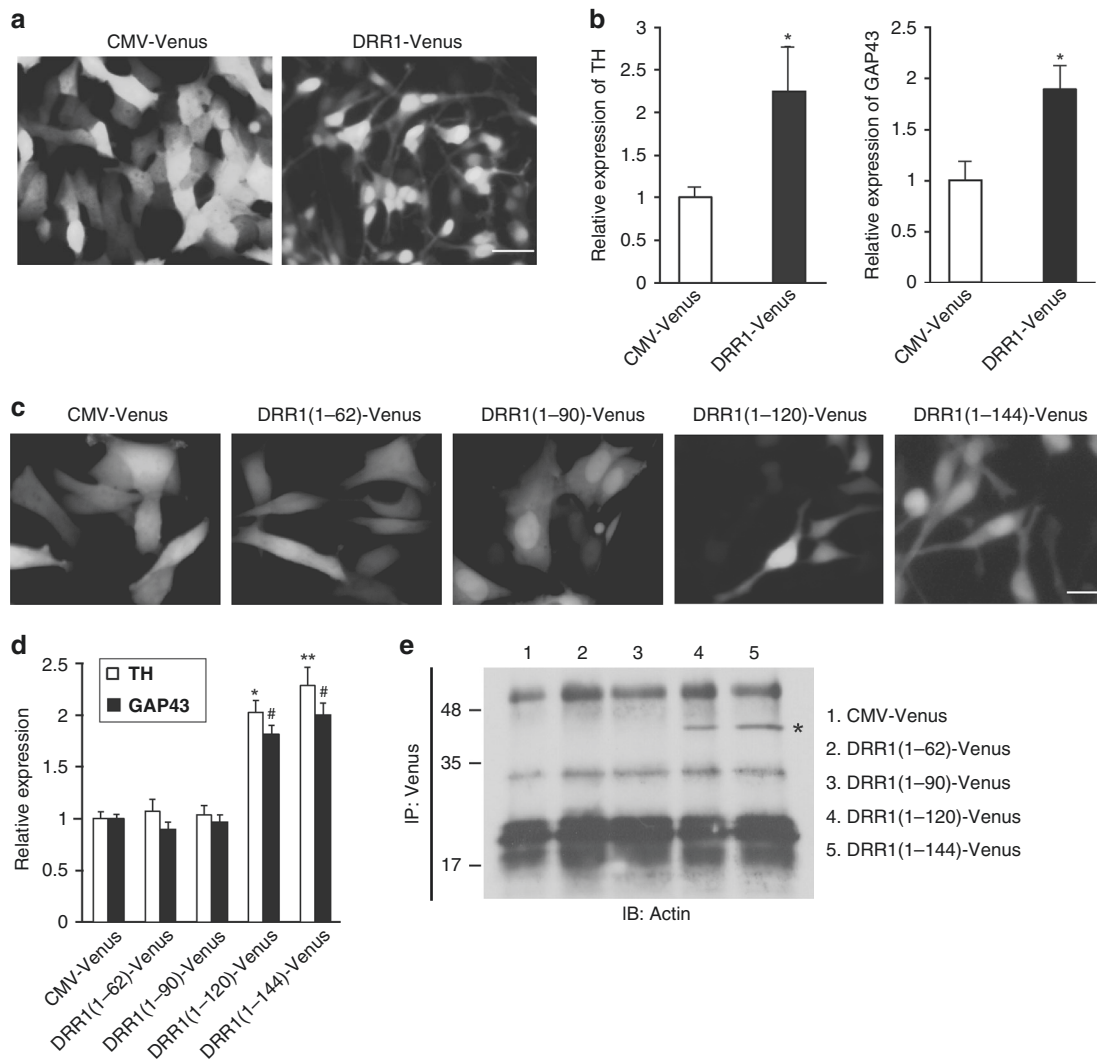 a
CMV-Venus
DRR1-Venus
b
Relative expression of TH
3
2.5
2
1.5
1
0.5
0
*
CMV-Venus
DRR1-Venus
Relative expression of GAP43
2.5
2
1.5
1
0.5
0
*
CMV-Venus
DRR1-Venus
c
CMV-Venus
DRR1(1–62)-Venus
DRR1(1–90)-Venus
DRR1(1–120)-Venus
DRR1(1–144)-Venus
d
Relative expression
2.5
2
1.5
1
0.5
0
TH
GAP43
*
#
**
#
CMV-Venus
DRR1(1–62)-Venus
DRR1(1–90)-Venus
DRR1(1–120)-Venus
DRR1(1–144)-Venus
e
IP: Venus
1 2 3 4 5
48
35
17
*
IB: Actin
1. CMV-Venus
2. DRR1(1–62)-Venus
3. DRR1(1–90)-Venus
4. DRR1(1–120)-Venus
5. DRR1(1–144)-Venus